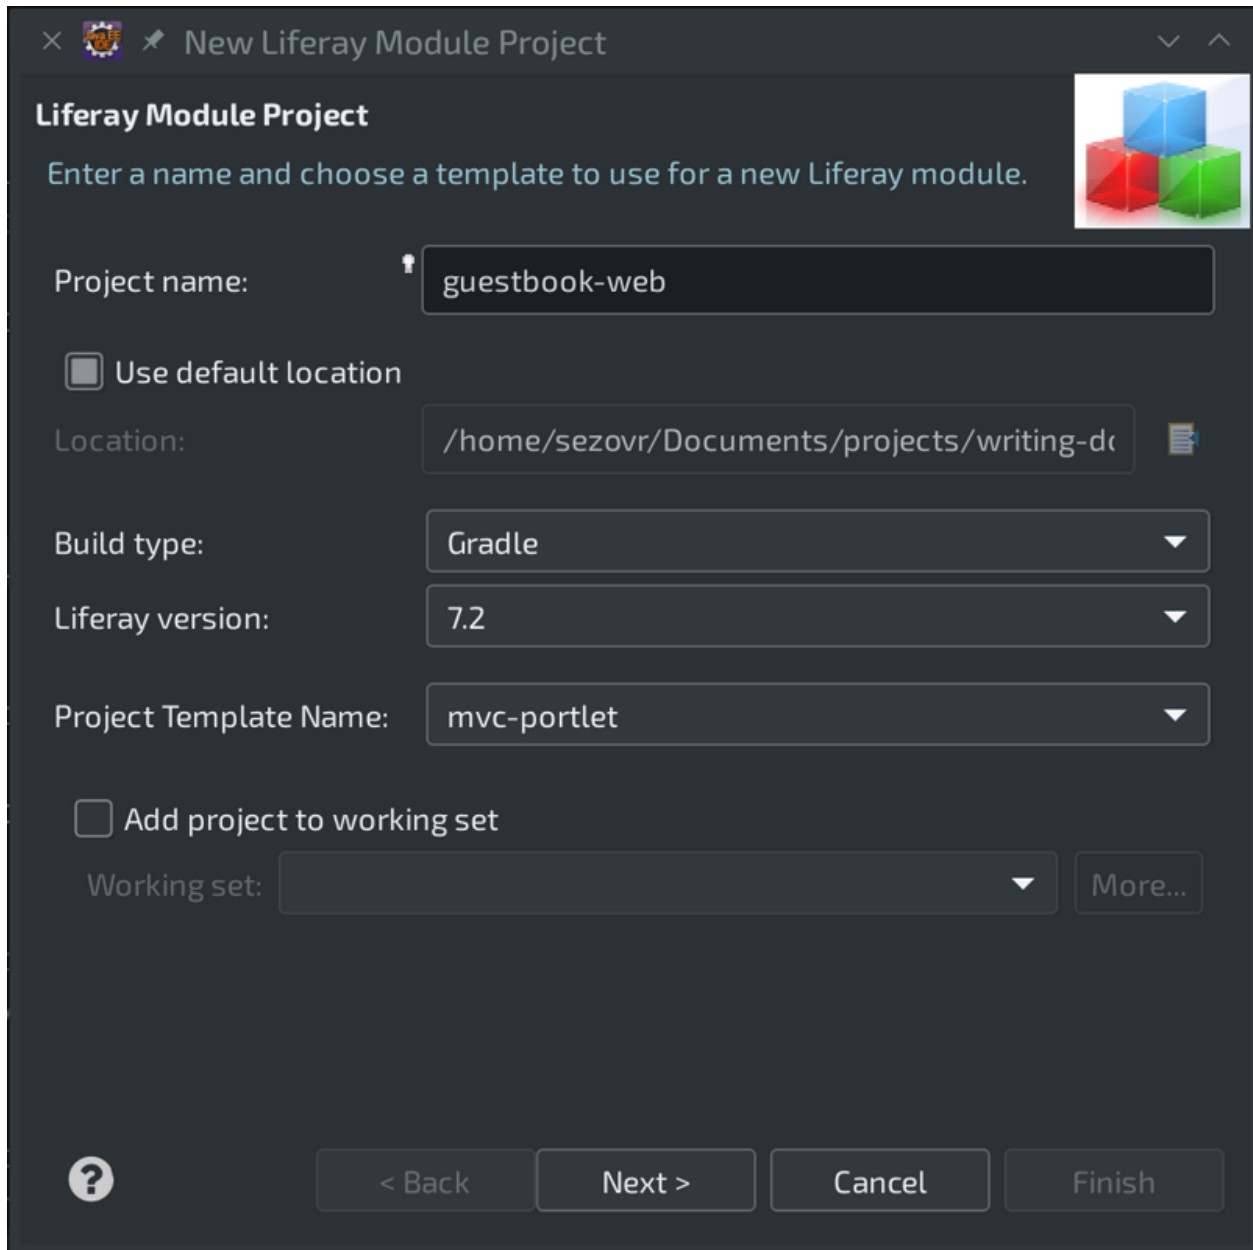 New Liferay Module Project
Liferay Module Project
Enter a name and choose a template to use for a new Liferay module.
Project name: guestbook-web
Use default location
Location: /home/sezovr/Documents/projects/writing-
Build type: Gradle
Liferay version: 7.2
Project Template Name: mvc-portlet
Add project to working set
Working set: More...
< Back Next > Cancel Finish